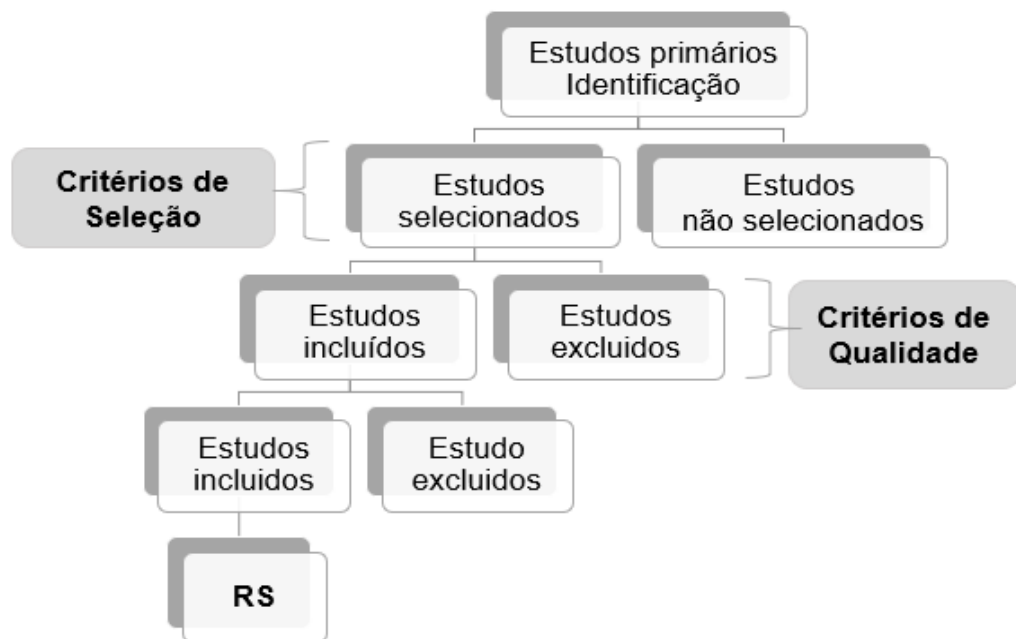 Estudos primários
Identificação
Critérios de
Seleção
Estudos
selecionados
Estudos
não selecionados
Estudos
incluídos
Estudos
excluidos
Critérios de
Qualidade
Estudos
incluidos
Estudo
excluidos
RS